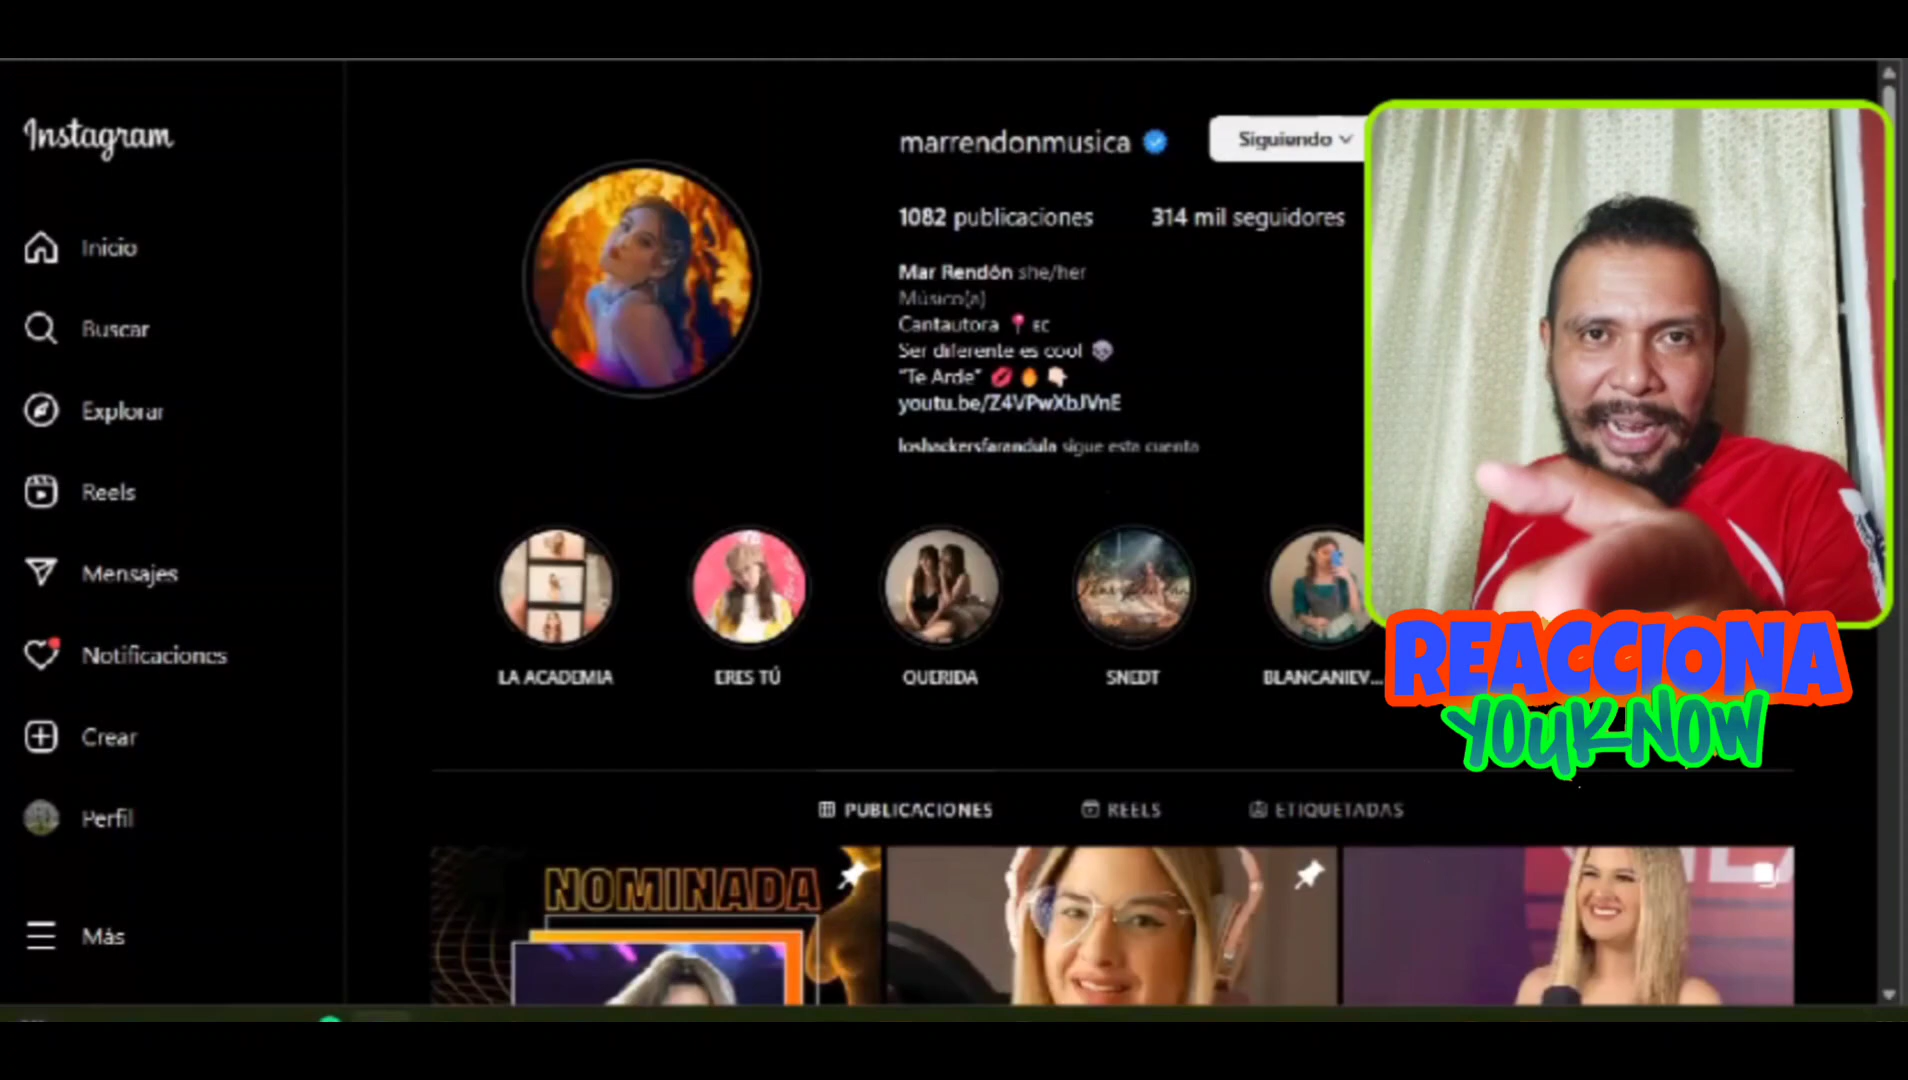 Instagram
Inicio
Buscar
Explorar
Reels
Mensajes
Notificaciones
Crear
Perfil
Más
marrendonmusica
Siguiendo
1082 publicaciones
314 mil seguidores
Mar Rendón she/her
Músico(a)
Cantautora 📍 EC
Ser diferente es cool 👽
"Te Arde" 💋🔥👇🏻
youtu.be/Z4VPwXbJVnE
loshackersfarandula sigue esta cuenta
LA ACADEMIA
ERES TÚ
QUERIDA
SNEDT
BLANCANIEV...
REACCIONA
YOUKNOW
PUBLICACIONES
REELS
ETIQUETADAS
NOMINADA